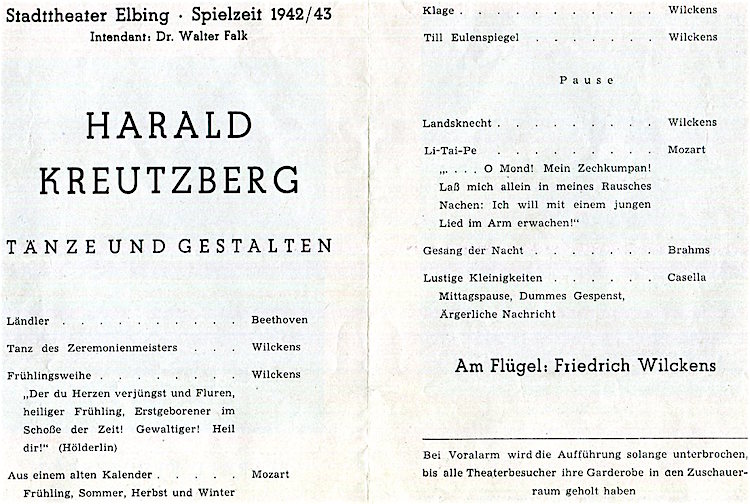 Stadttheater Elbing · Spielzeit 1942/43
Intendant: Dr. Walter Falk
HARALD
KREUTZBERG
TÄNZE UND GESTALTEN
Ländler . . . . . . . . . . Beethoven
Tanz des Zeremonienmeisters . . . Wilckens
Frühlingsweihe . . . . . . . . Wilckens
„Der du Herzen verjüngst und Fluren,
heiliger Frühling, Erstgeborener im
Schoße der Zeit! Gewaltiger! Heil
dir!“ (Hölderlin)
Aus einem alten Kalender . . . . . Mozart
Frühling, Sommer, Herbst und Winter
Klage . . . . . . . . . . . Wilckens
Till Eulenspiegel . . . . . . . Wilckens
Pause
Landsknecht . . . . . . . . . Wilckens
Li-Tai-Pe . . . . . . . . . Mozart
„. . . . O Mond! Mein Zechkumpan!
Laß mich allein in meines Rausches
Nachen: Ich will mit einem jungen
Lied im Arm erwachen!“
Gesang der Nacht . . . . . . . Brahms
Lustige Kleinigkeiten . . . . . . Casella
Mittagspause, Dummes Gespenst,
Ärgerliche Nachricht
Am Flügel: Friedrich Wilckens
Bei Voralarm wird die Aufführung solange unterbrochen,
bis alle Theaterbesucher ihre Garderobe in den Zuschauer-
raum geholt haben